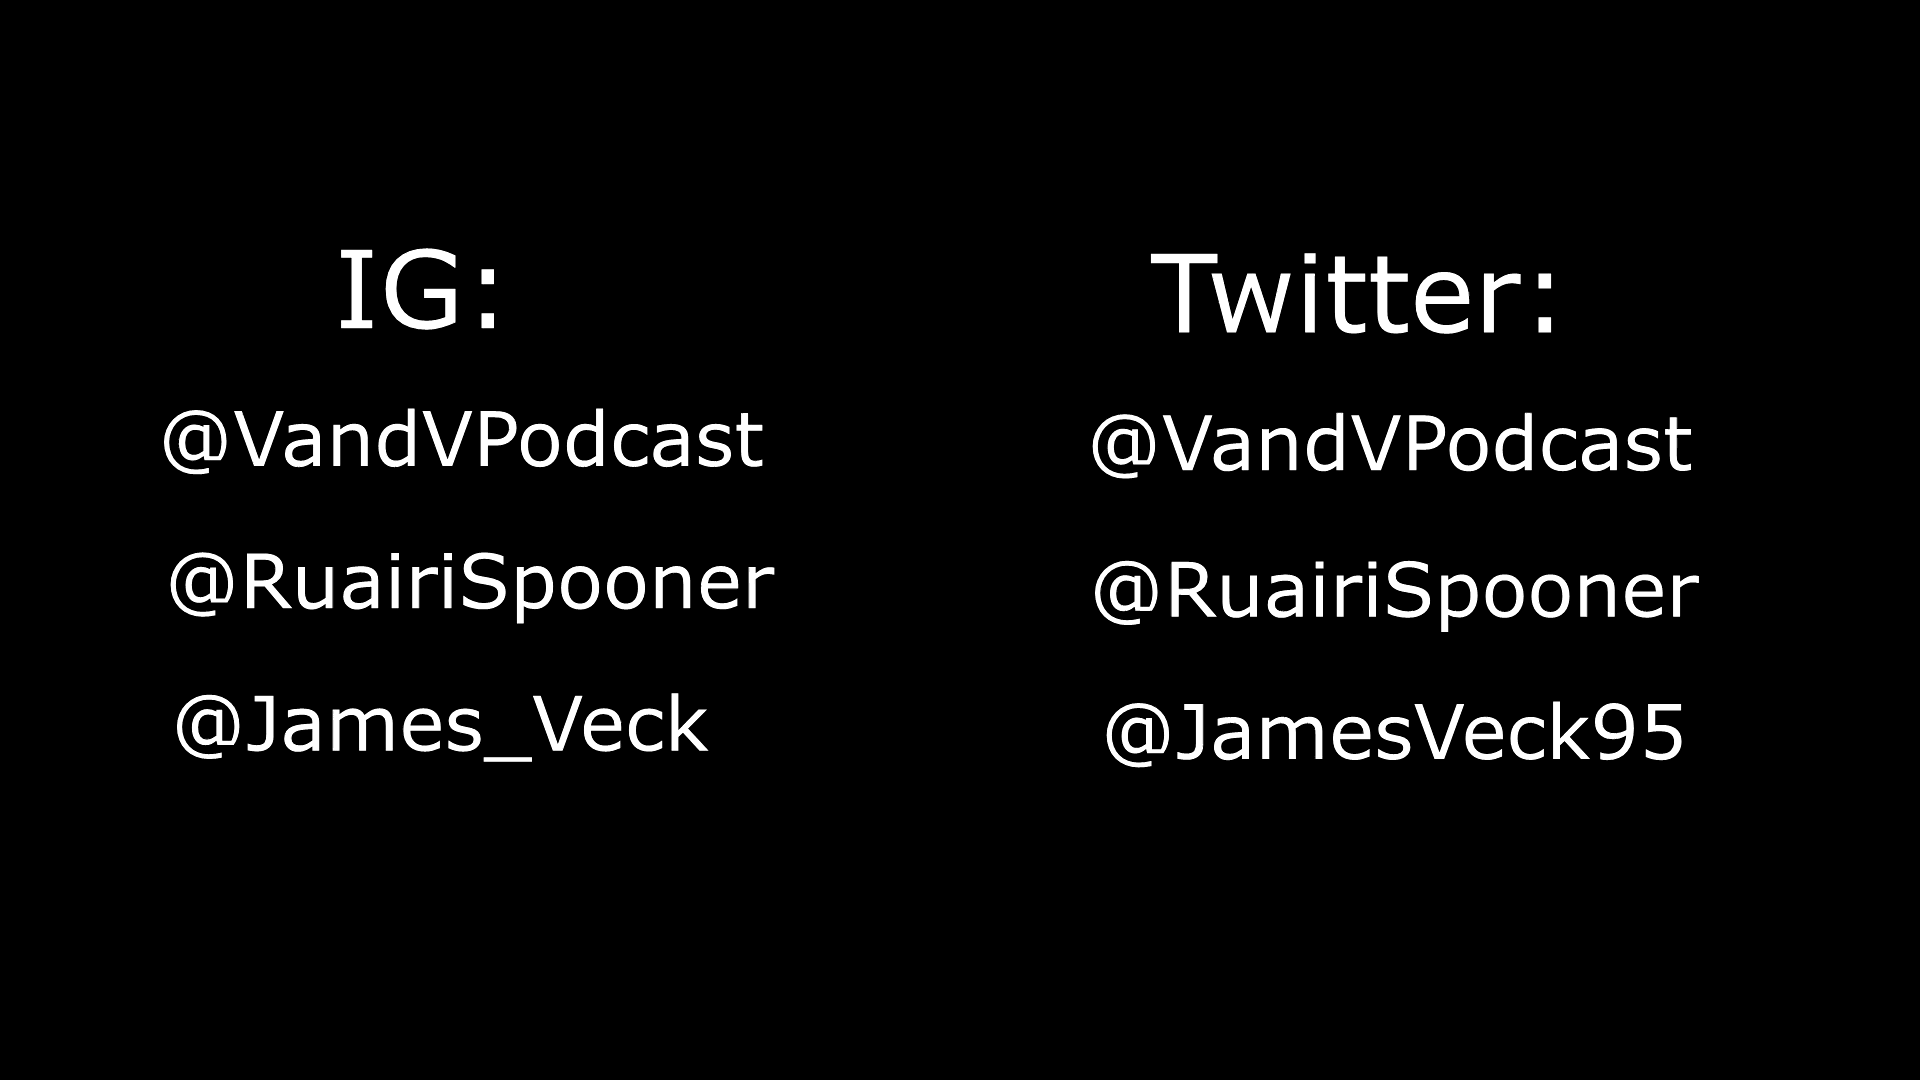 IG:
@VandVPodcast
@RuairiSpooner
@James_Veck
Twitter:
@VandVPodcast
@RuairiSpooner
@JamesVeck95